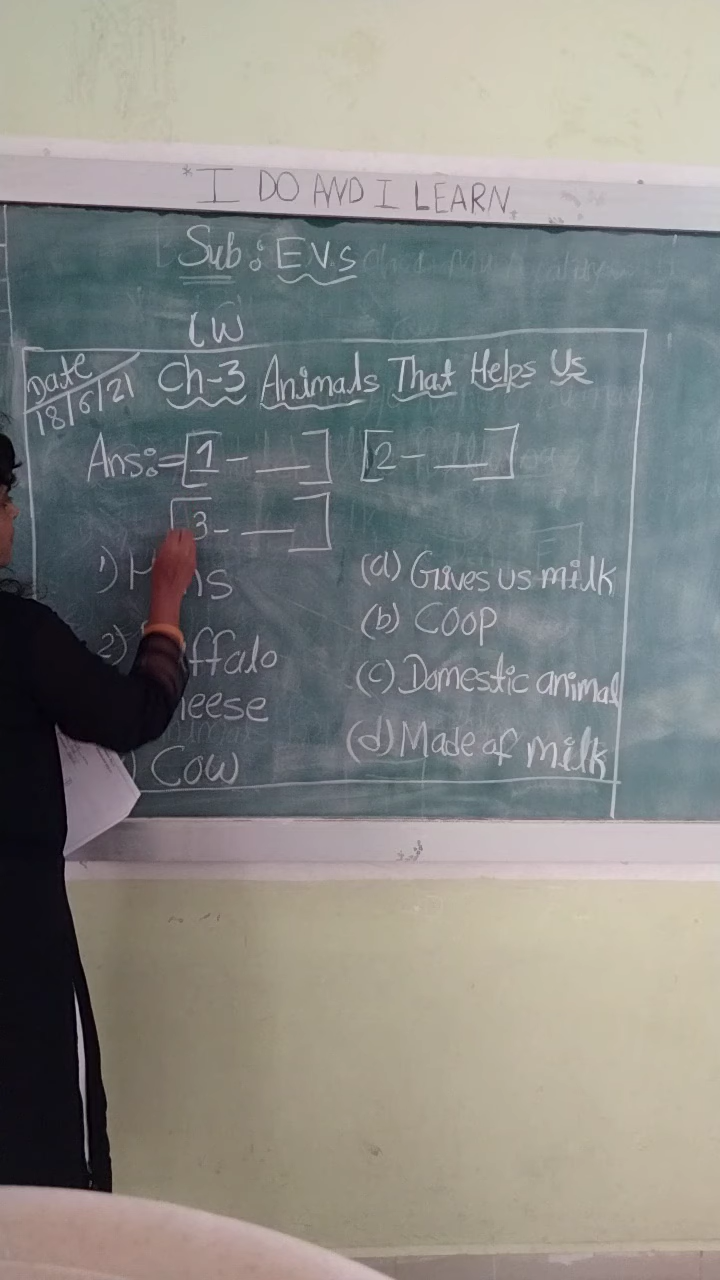 * I DO AND I LEARN.
Sub: EVS
CW
Date 18/6/21
Ch-3 Animals That Helps Us
Ans:= [1 - __] [2 - __]
[3 - __]
1)
(a) Gives us milk
2)
(b) COOP
(c) Domestic animal
) Cow
(d) Made of milk